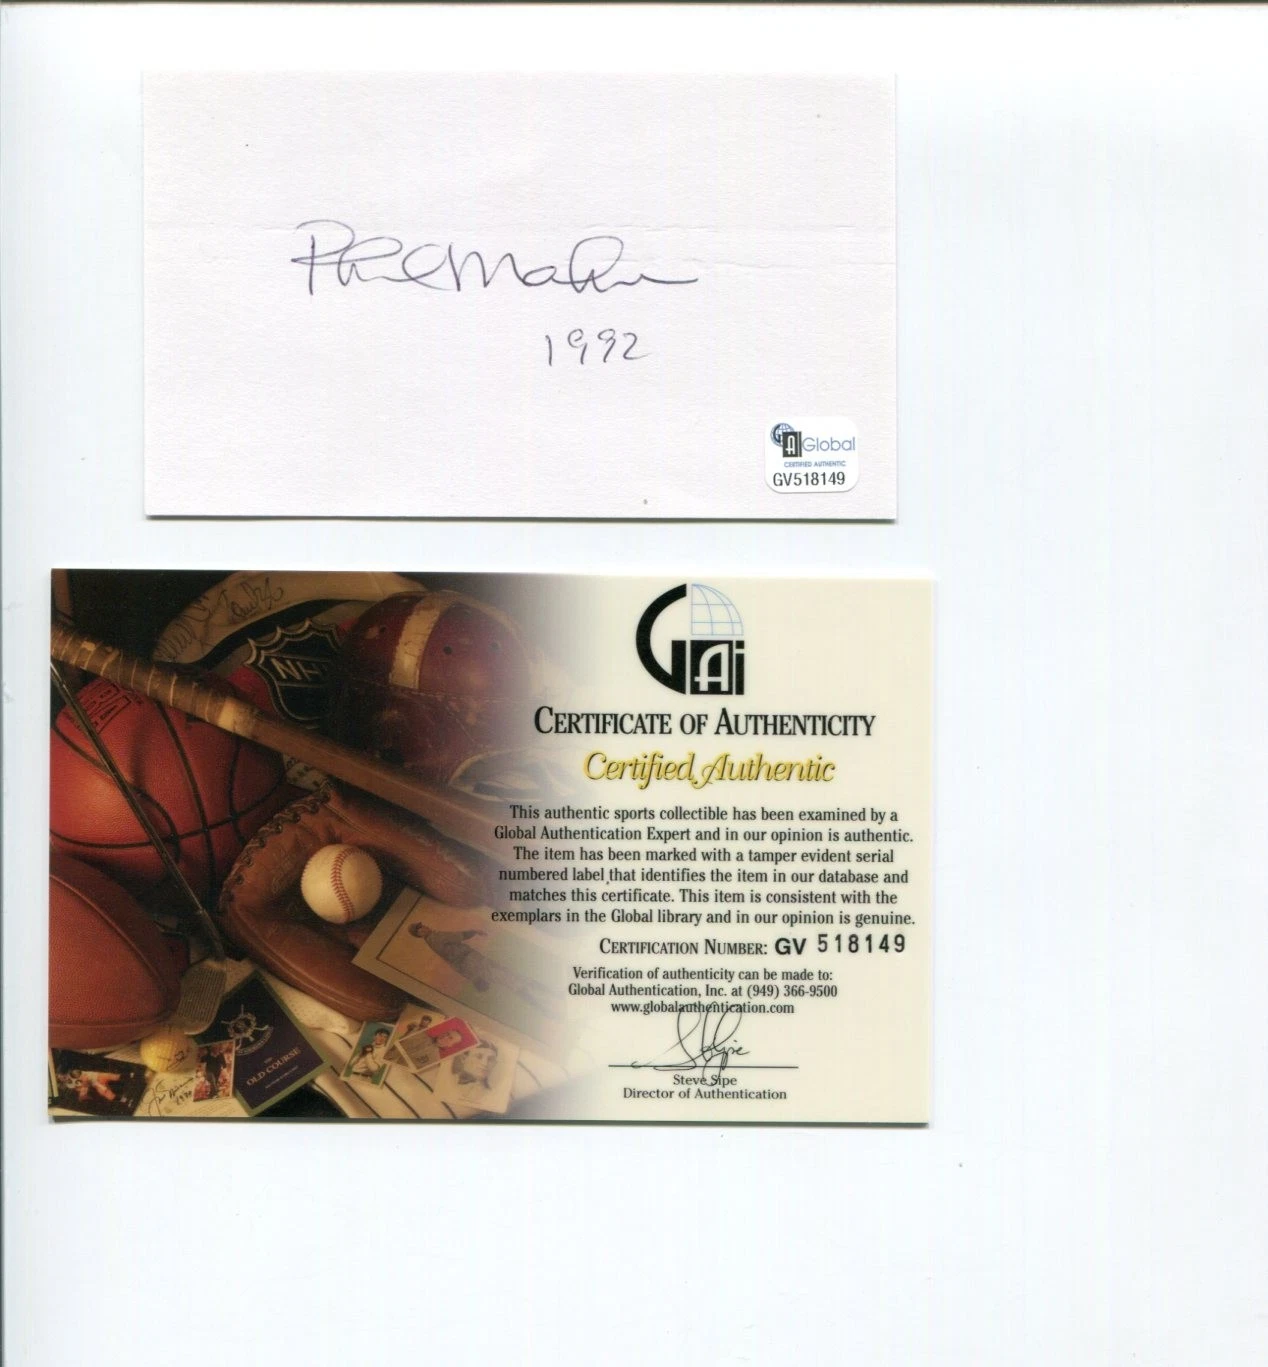 Phil Mahre
1992
GAi Global
CERTIFIED AUTHENTIC
GV518149
NH
OLD COURSE
GAi
CERTIFICATE OF AUTHENTICITY
Certified Authentic
This authentic sports collectible has been examined by a
Global Authentication Expert and in our opinion is authentic.
The item has been marked with a tamper evident serial
numbered label that identifies the item in our database and
matches this certificate. This item is consistent with the
exemplars in the Global library and in our opinion is genuine.
CERTIFICATION NUMBER: GV 518149
Verification of authenticity can be made to:
Global Authentication, Inc. at (949) 366-9500
www.globalauthentication.com
Steve Sipe
Director of Authentication